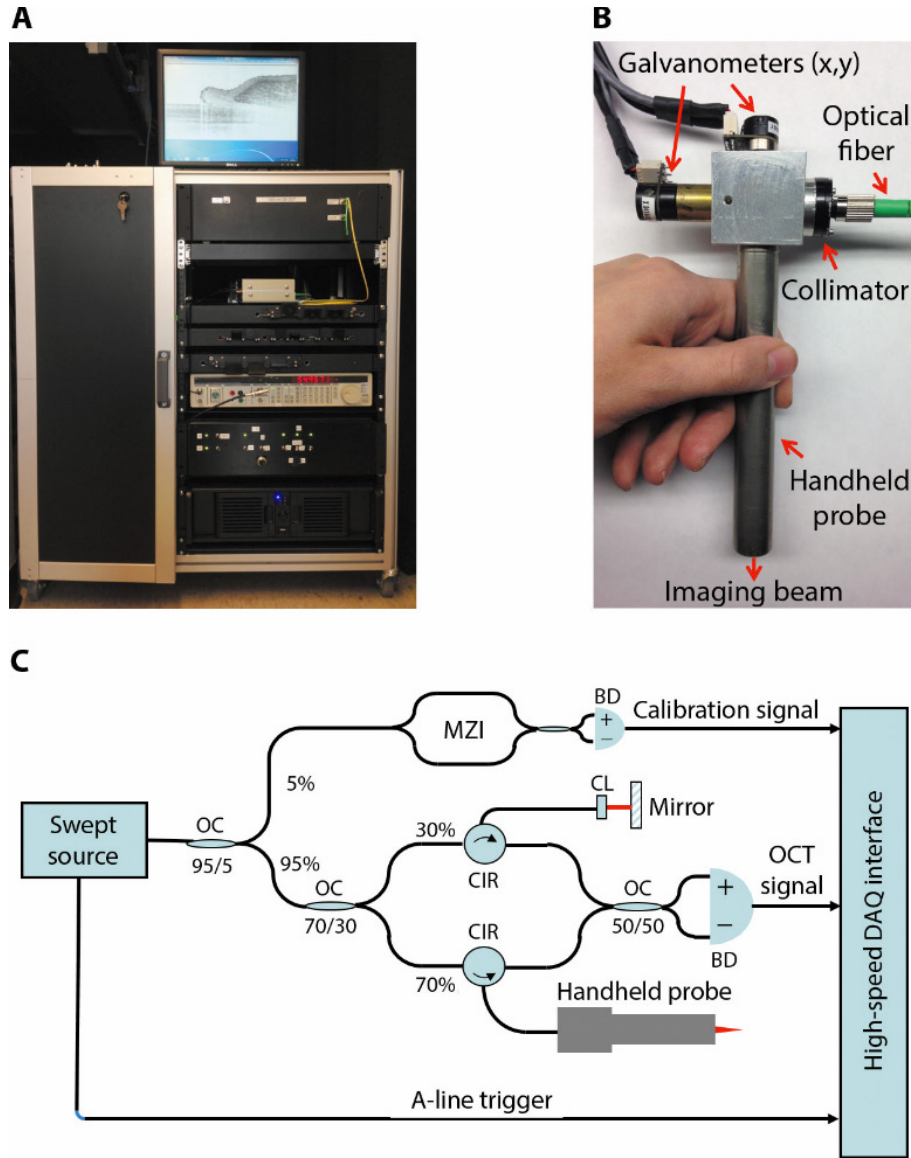 A
B
Galvanometers (x,y)
Optical
fiber
Collimator
Handheld
probe
Imaging beam
DELL
C
BD
+
−
Calibration signal
MZI
5%
CL
Mirror
Swept
source
OC
95/5
95%
30%
CIR
OC
70/30
OC
50/50
+
−
BD
OCT
signal
CIR
70%
Handheld probe
A-line trigger
High-speed DAQ interface